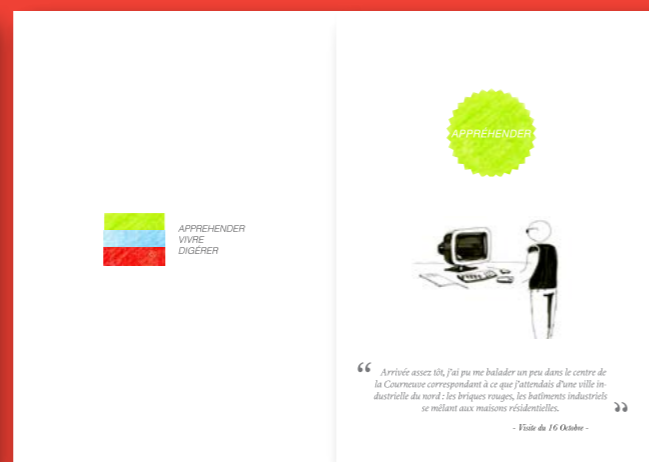 APPREHENDER
VIVRE
DIGÉRER
APPREHENDER
“ Arrivée assez tôt, j'ai pu me balader un peu dans le centre de
la Courneuve correspondant à ce que j'attendais d'une ville in-
dustrielle du nord : les briques rouges, les batîments industriels
se mêlant aux maisons résidentielles. ”
- Visite du 16 Octobre -